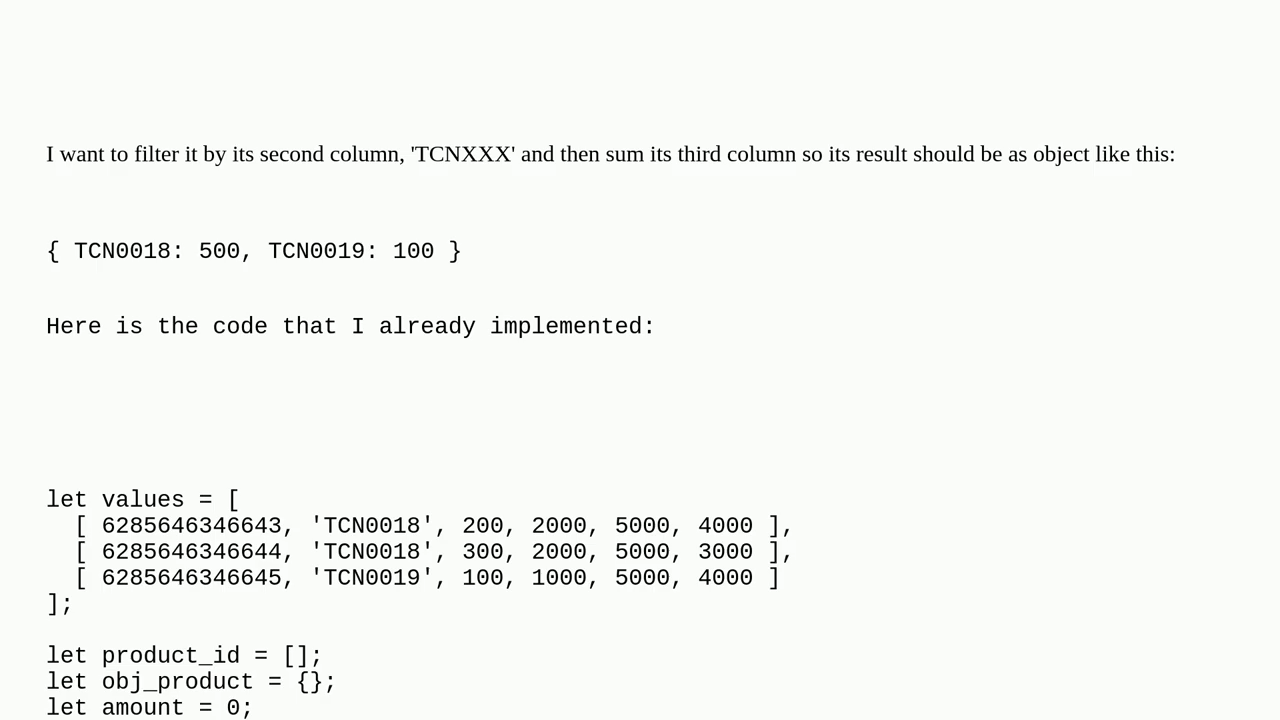 I want to filter it by its second column, 'TCNXXX' and then sum its third column so its result should be as object like this:
{ TCN0018: 500, TCN0019: 100 }
Here is the code that I already implemented:
let values = [
  [ 6285646346643, 'TCN0018', 200, 2000, 5000, 4000 ],
  [ 6285646346644, 'TCN0018', 300, 2000, 5000, 3000 ],
  [ 6285646346645, 'TCN0019', 100, 1000, 5000, 4000 ]
];
let product_id = [];
let obj_product = {};
let amount = 0;